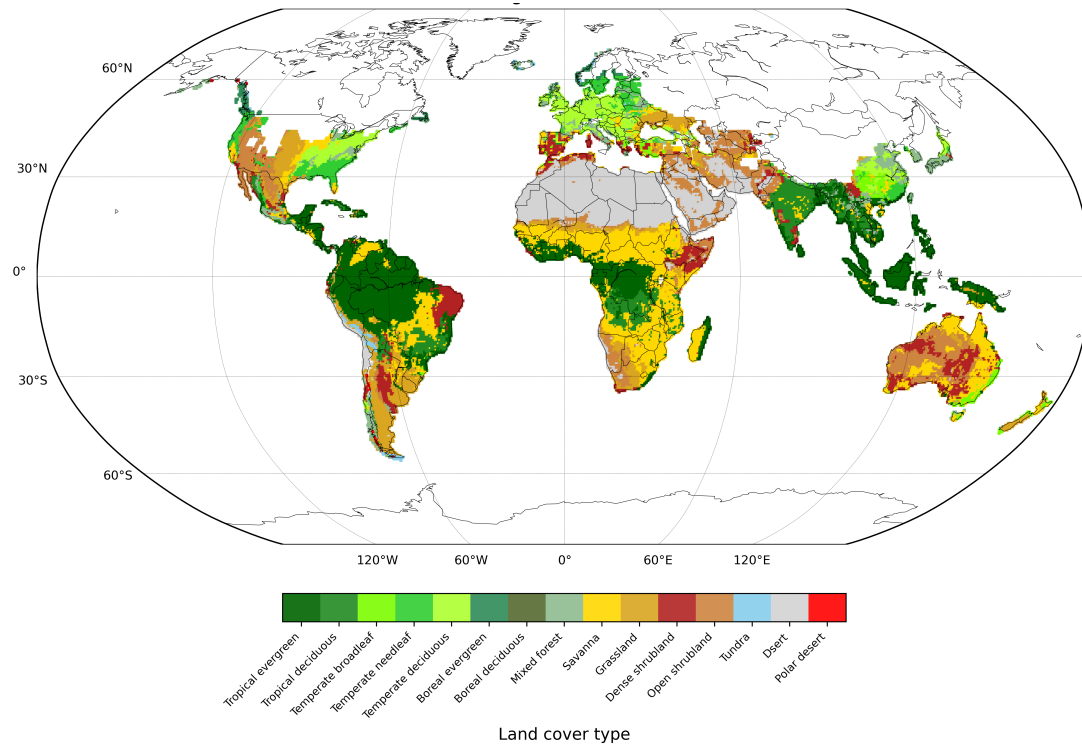 60°N
30°N
0°
30°S
60°S
120°W 60°W 0° 60°E 120°E
Tropical evergreen
Tropical deciduous
Temperate broadleaf
Temperate needleaf
Temperate deciduous
Boreal evergreen
Boreal deciduous
Mixed forest
Savanna
Grassland
Dense shrubland
Open shrubland
Tundra
Dsert
Polar desert
Land cover type